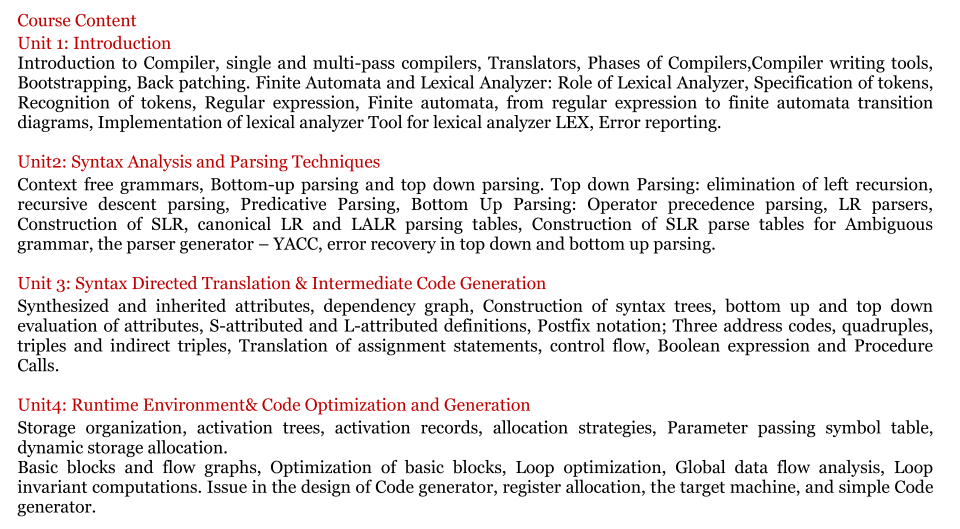 Course Content
Unit 1: Introduction
Introduction to Compiler, single and multi-pass compilers, Translators, Phases of Compilers,Compiler writing tools,
Bootstrapping, Back patching. Finite Automata and Lexical Analyzer: Role of Lexical Analyzer, Specification of tokens,
Recognition of tokens, Regular expression, Finite automata, from regular expression to finite automata transition
diagrams, Implementation of lexical analyzer Tool for lexical analyzer LEX, Error reporting.
Unit2: Syntax Analysis and Parsing Techniques
Context free grammars, Bottom-up parsing and top down parsing. Top down Parsing: elimination of left recursion,
recursive descent parsing, Predicative Parsing, Bottom Up Parsing: Operator precedence parsing, LR parsers,
Construction of SLR, canonical LR and LALR parsing tables, Construction of SLR parse tables for Ambiguous
grammar, the parser generator – YACC, error recovery in top down and bottom up parsing.
Unit 3: Syntax Directed Translation & Intermediate Code Generation
Synthesized and inherited attributes, dependency graph, Construction of syntax trees, bottom up and top down
evaluation of attributes, S-attributed and L-attributed definitions, Postfix notation; Three address codes, quadruples,
triples and indirect triples, Translation of assignment statements, control flow, Boolean expression and Procedure
Calls.
Unit4: Runtime Environment& Code Optimization and Generation
Storage organization, activation trees, activation records, allocation strategies, Parameter passing symbol table,
dynamic storage allocation.
Basic blocks and flow graphs, Optimization of basic blocks, Loop optimization, Global data flow analysis, Loop
invariant computations. Issue in the design of Code generator, register allocation, the target machine, and simple Code
generator.